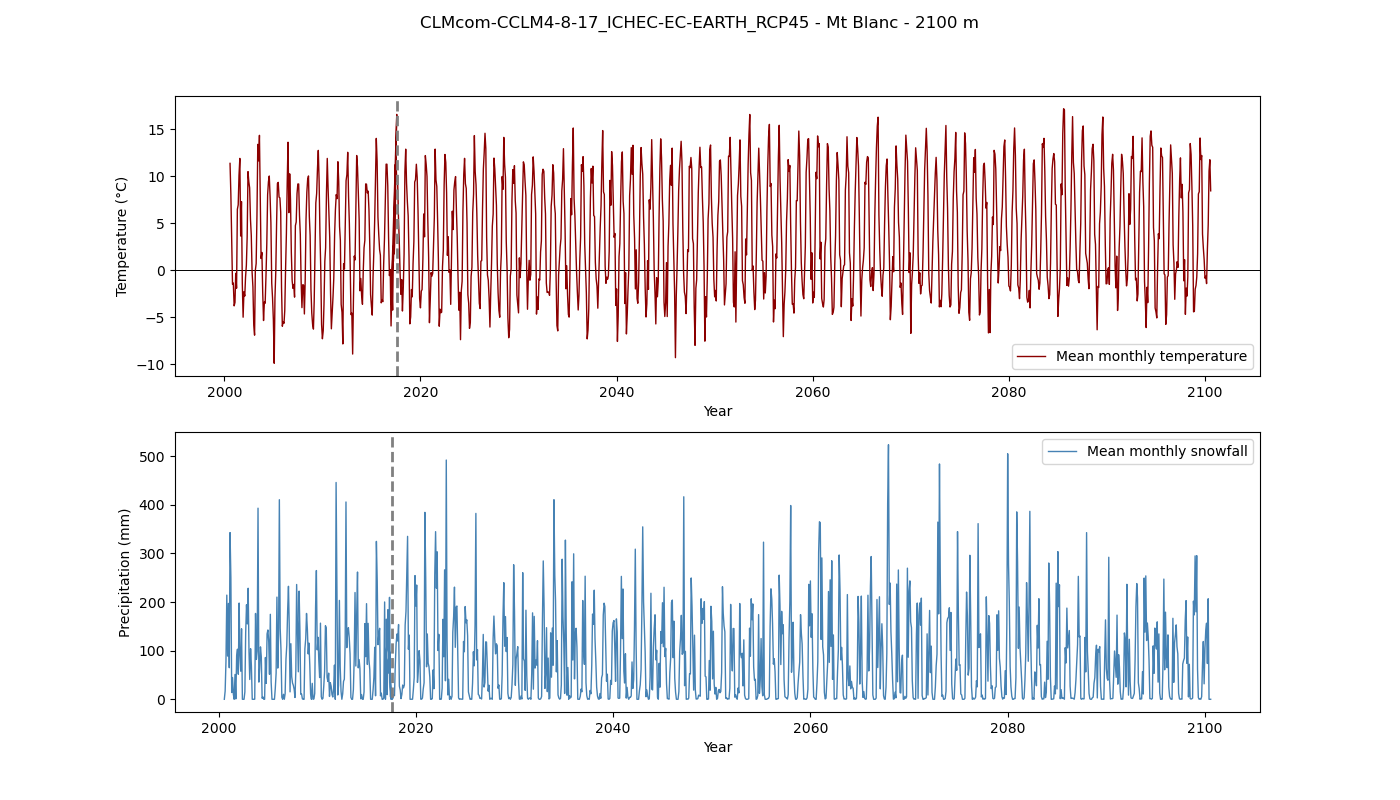 CLMcom-CCLM4-8-17_ICHEC-EC-EARTH_RCP45 - Mt Blanc - 2100 m
Temperature (°C)
15
10
5
0
−5
−10
Mean monthly temperature
2000 2020 2040 2060 2080 2100
Year
Precipitation (mm)
500
400
300
200
100
0
Mean monthly snowfall
2000 2020 2040 2060 2080 2100
Year